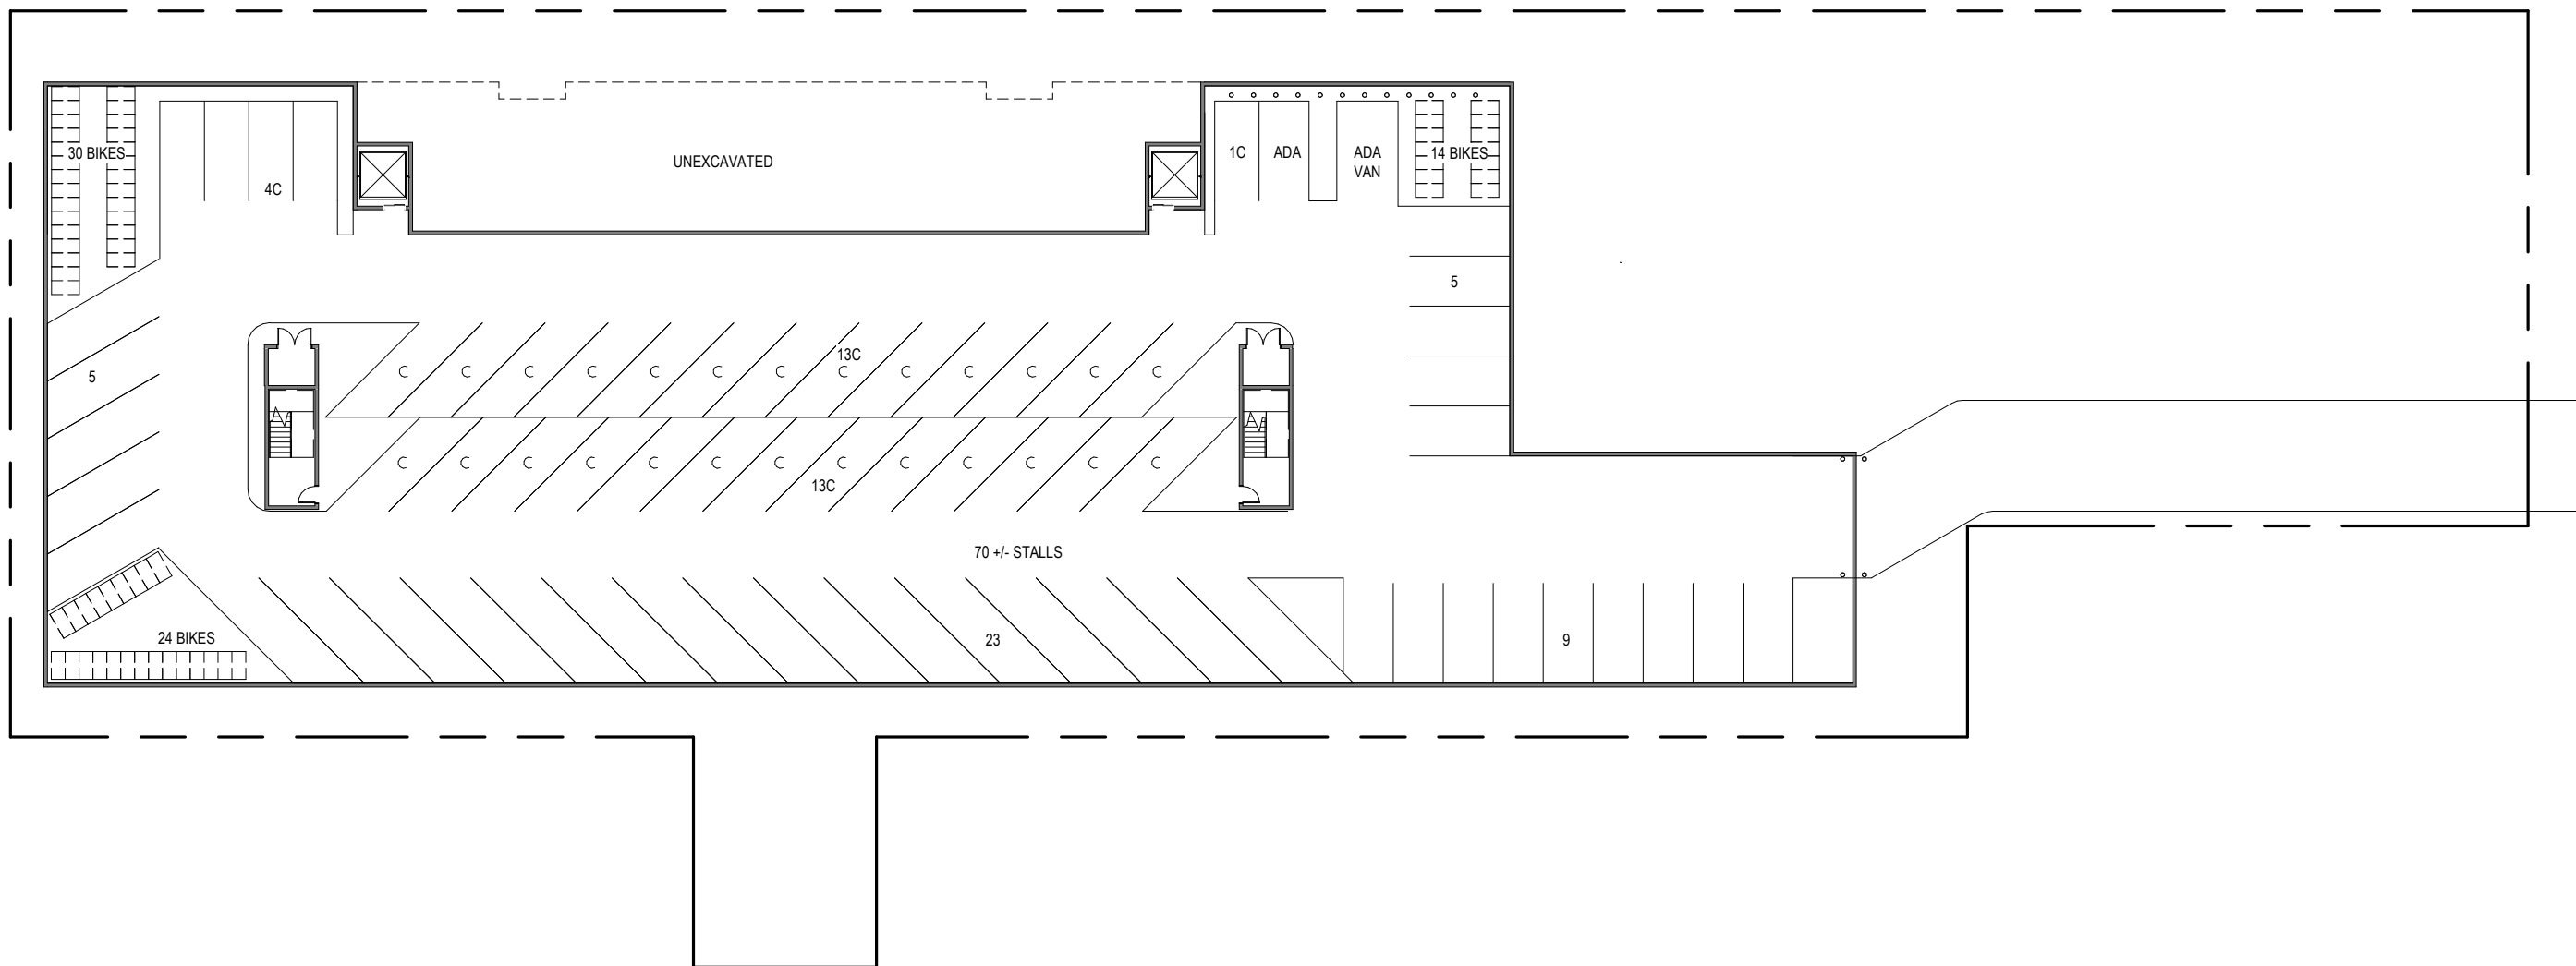 30 BIKES
4C
UNEXCAVATED
1C
ADA
ADA
VAN
14 BIKES
5
13C
C C C C C C C C C C C C C
5
C C C C C C C C C C C C C
13C
70 +/- STALLS
24 BIKES
23
9